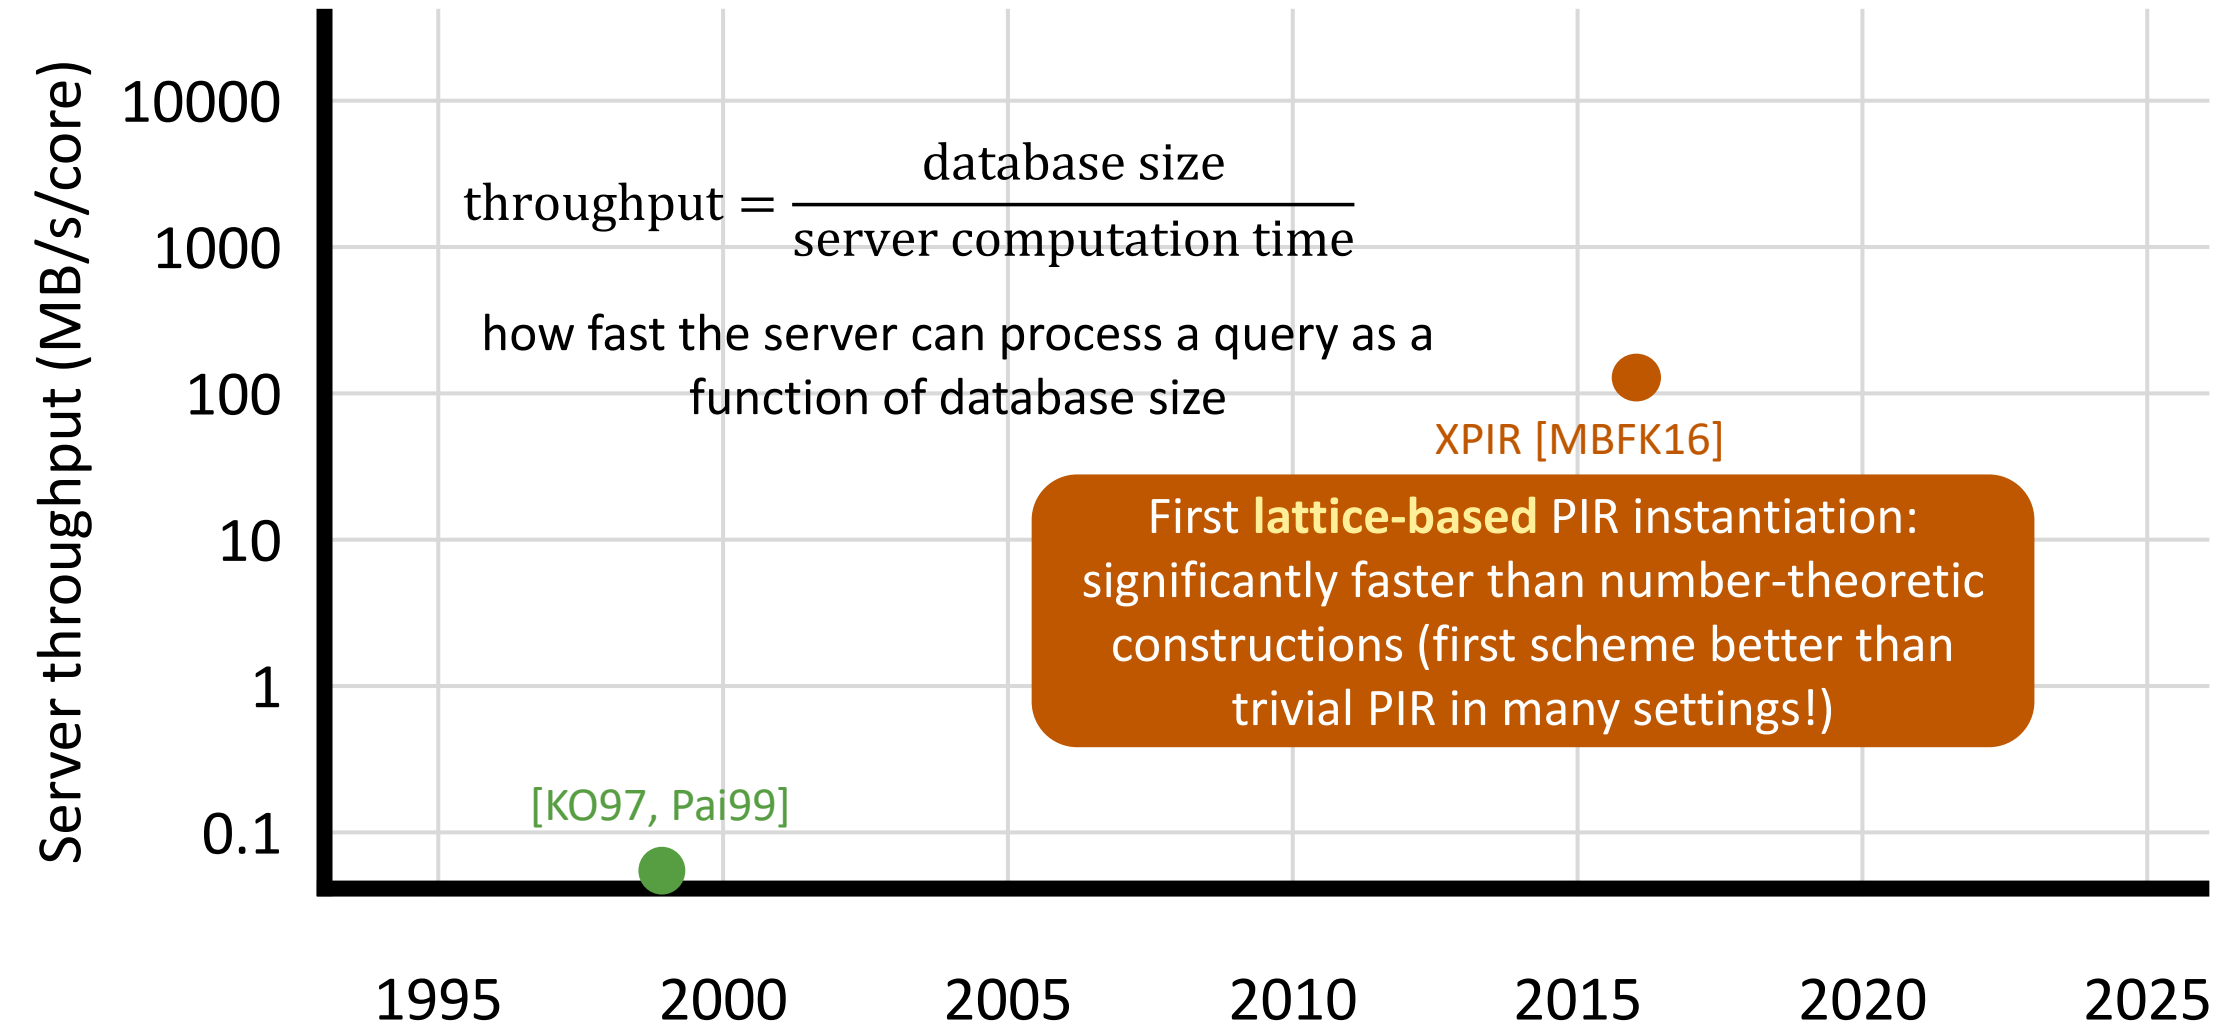 Server throughput (MB/s/core)
10000
1000
100
10
1
0.1
throughput = database size / server computation time
how fast the server can process a query as a
function of database size
XPIR [MBFK16]
First lattice-based PIR instantiation:
significantly faster than number-theoretic
constructions (first scheme better than
trivial PIR in many settings!)
[KO97, Pai99]
1995 2000 2005 2010 2015 2020 2025